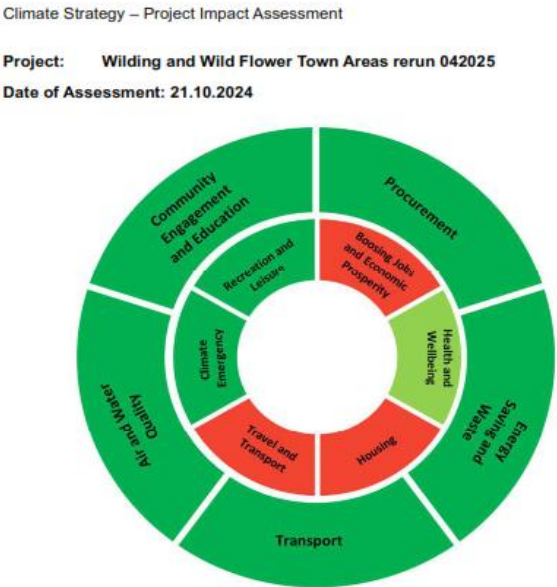 Climate Strategy – Project Impact Assessment
Project: Wilding and Wild Flower Town Areas rerun 042025
Date of Assessment: 21.10.2024
Community
Engagement
and Education
Procurement
Recreation and
Leisure
Boosing Jobs
and Economic
Prosperity
Climate
Emergency
Health and
Wellbeing
Air and Water
Quality
Energy
Saving and
Waste
Travel and
Transport
Housing
Transport